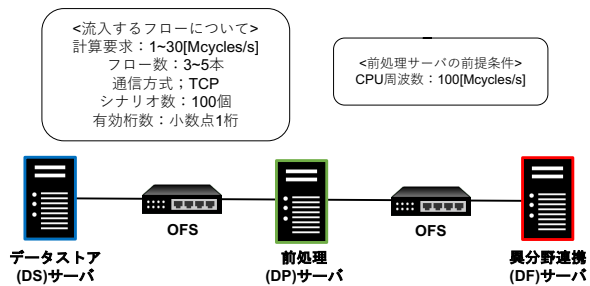 <流入するフローについて>
計算要求：1~30[Mcycles/s]
フロー数：3~5本
通信方式；TCP
シナリオ数：100個
有効桁数：小数点1桁
<前処理サーバの前提条件>
CPU周波数：100[Mcycles/s]
OFS
OFS
データストア
(DS)サーバ
前処理
(DP)サーバ
異分野連携
(DF)サーバ